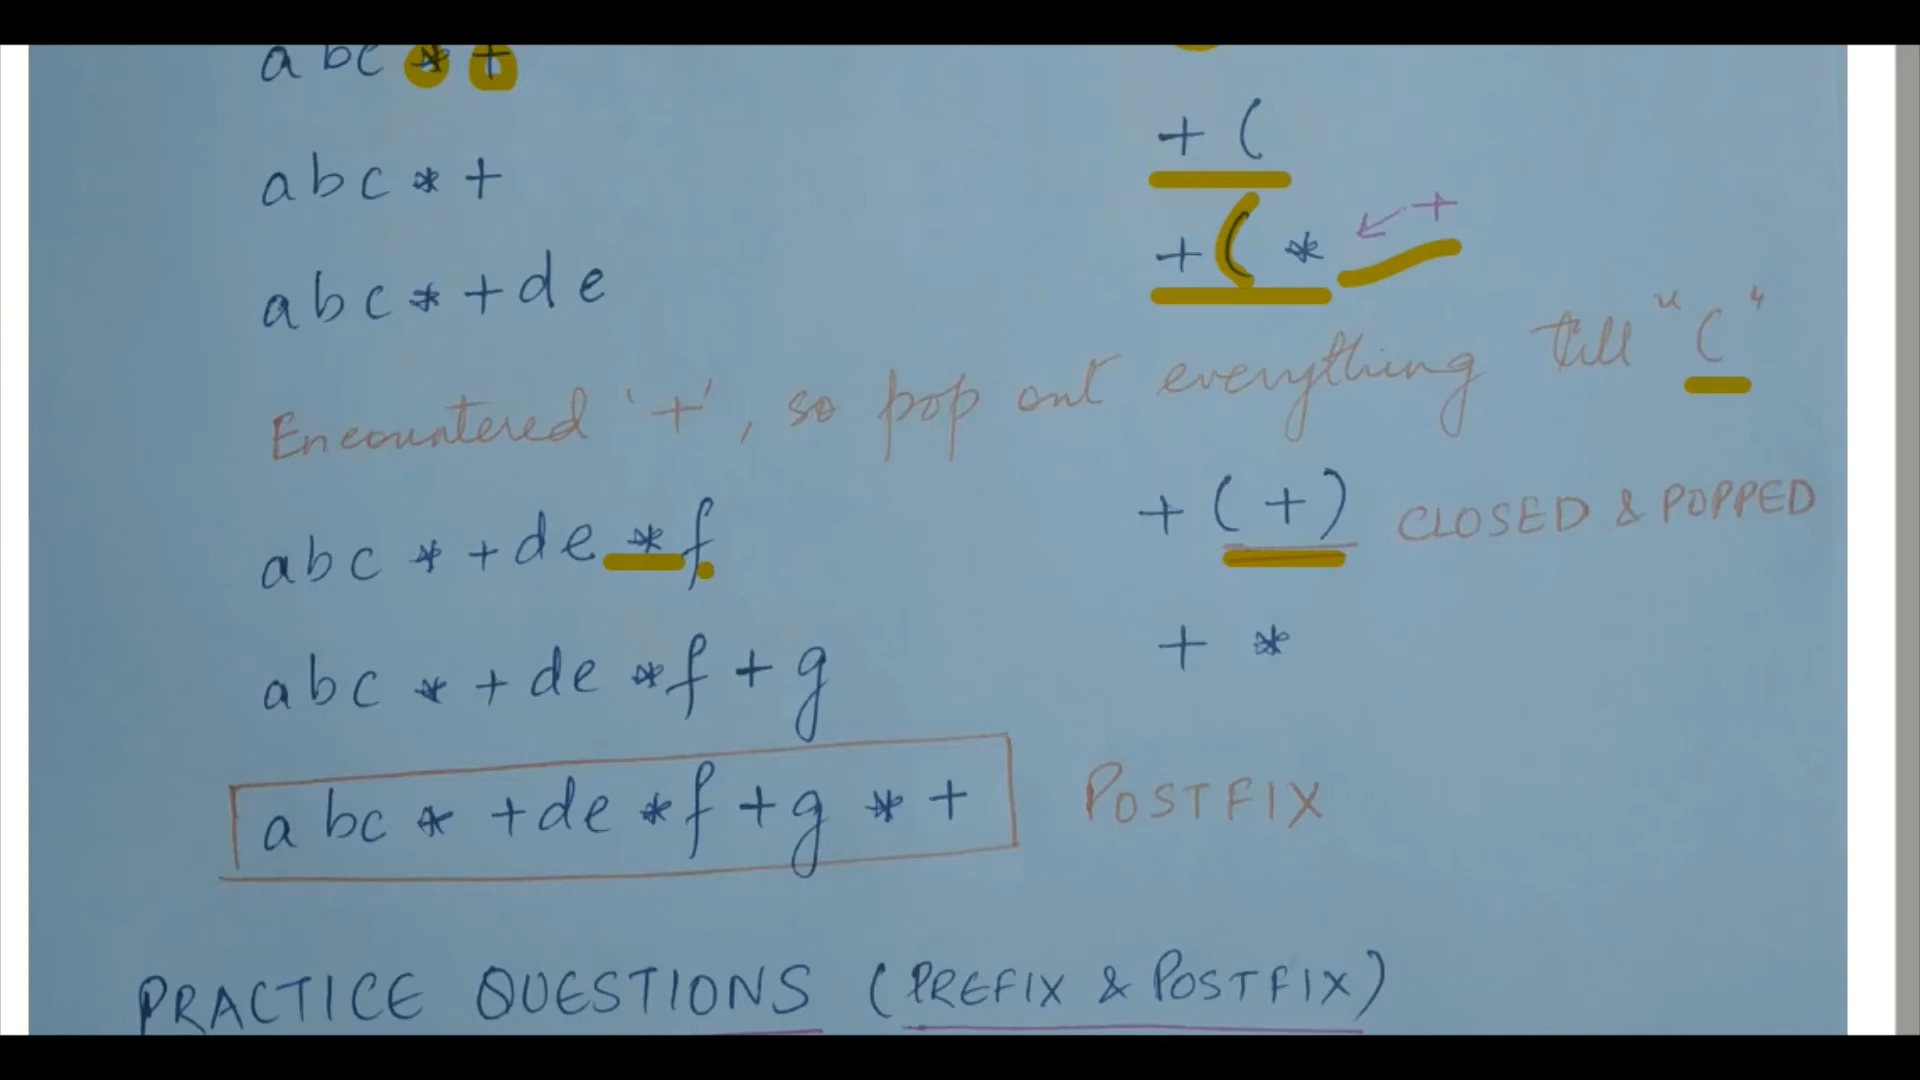 abc * +
+ (
abc * +
+ ( * ← +
abc * + de
Encountered '+', so pop out everything till "("
abc * + de * f
+ ( + ) CLOSED & POPPED
abc * + de * f + g
+ *
abc * + de * f + g * + POSTFIX
PRACTICE QUESTIONS (PREFIX & POSTFIX)